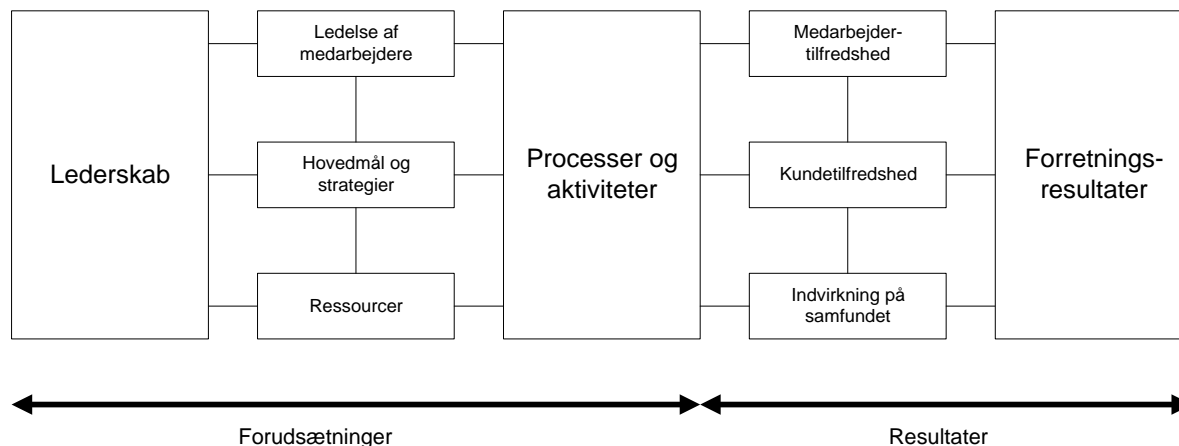 Lederskab
Ledelse af
medarbejdere
Hovedmål og
strategier
Ressourcer
Processer og
aktiviteter
Medarbejder-
tilfredshed
Kundetilfredshed
Indvirkning på
samfundet
Forretnings-
resultater
Forudsætninger
Resultater